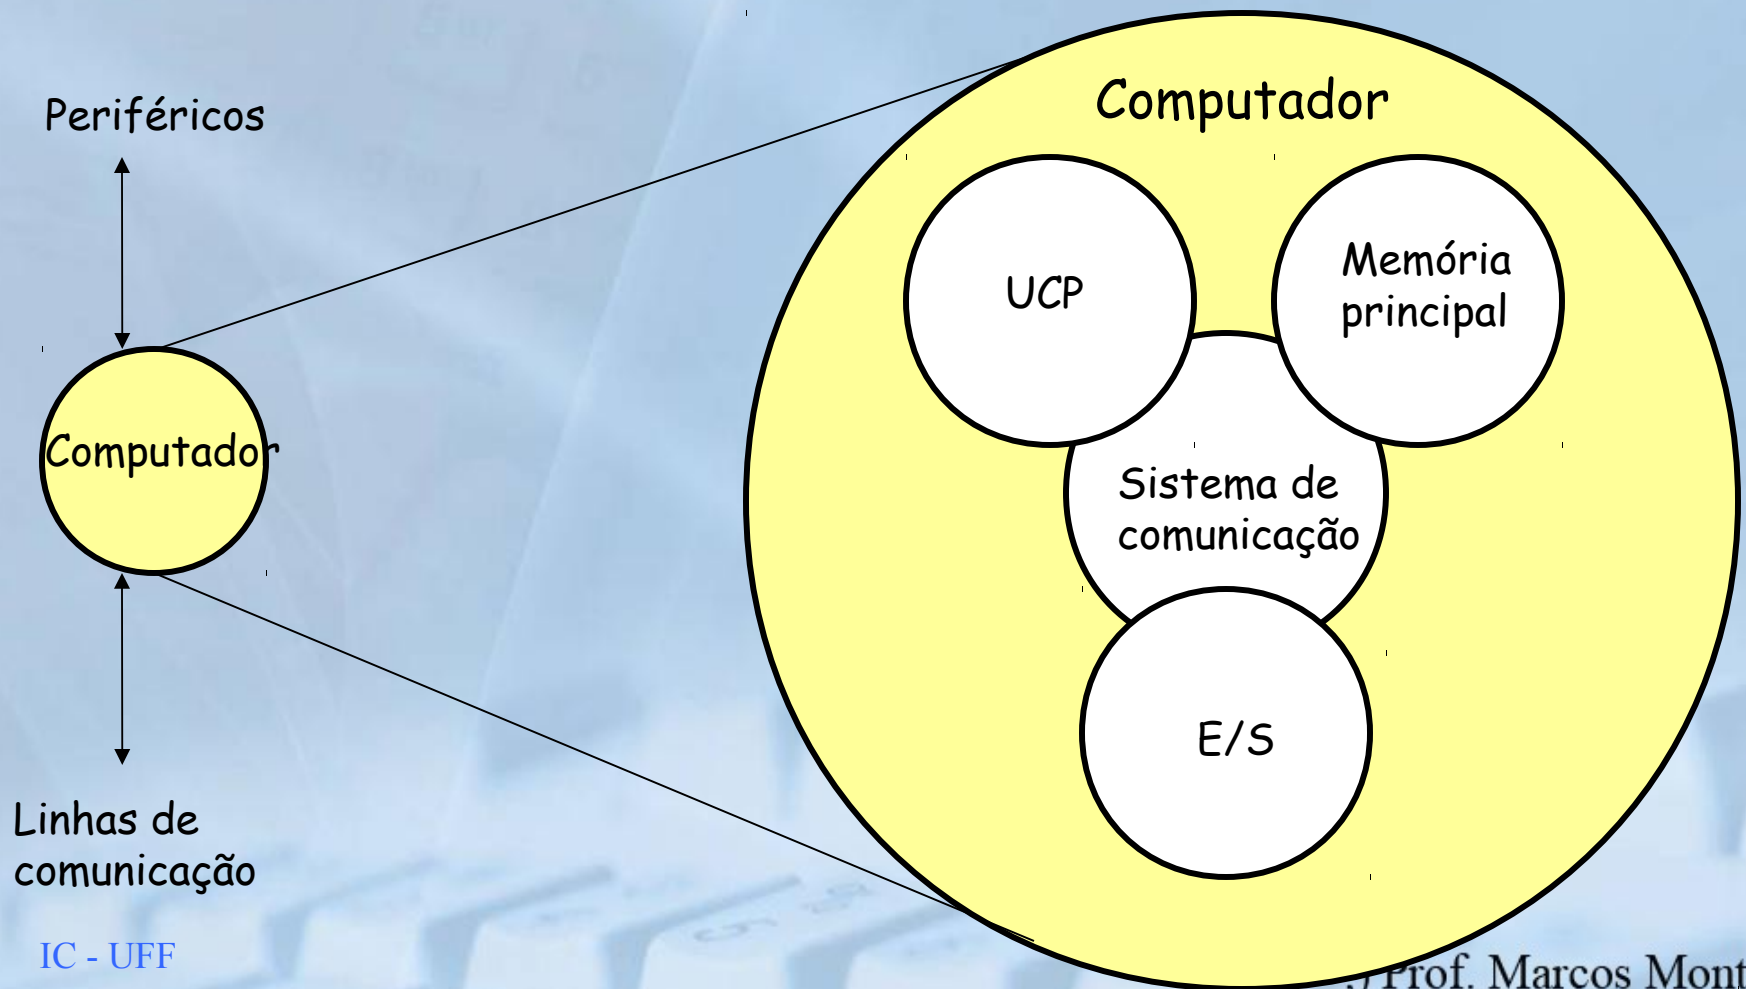 Periféricos
Computador
Linhas de
comunicação
Computador
UCP
Memória
principal
Sistema de
comunicação
E/S
IC - UFF
Prof. Marcos